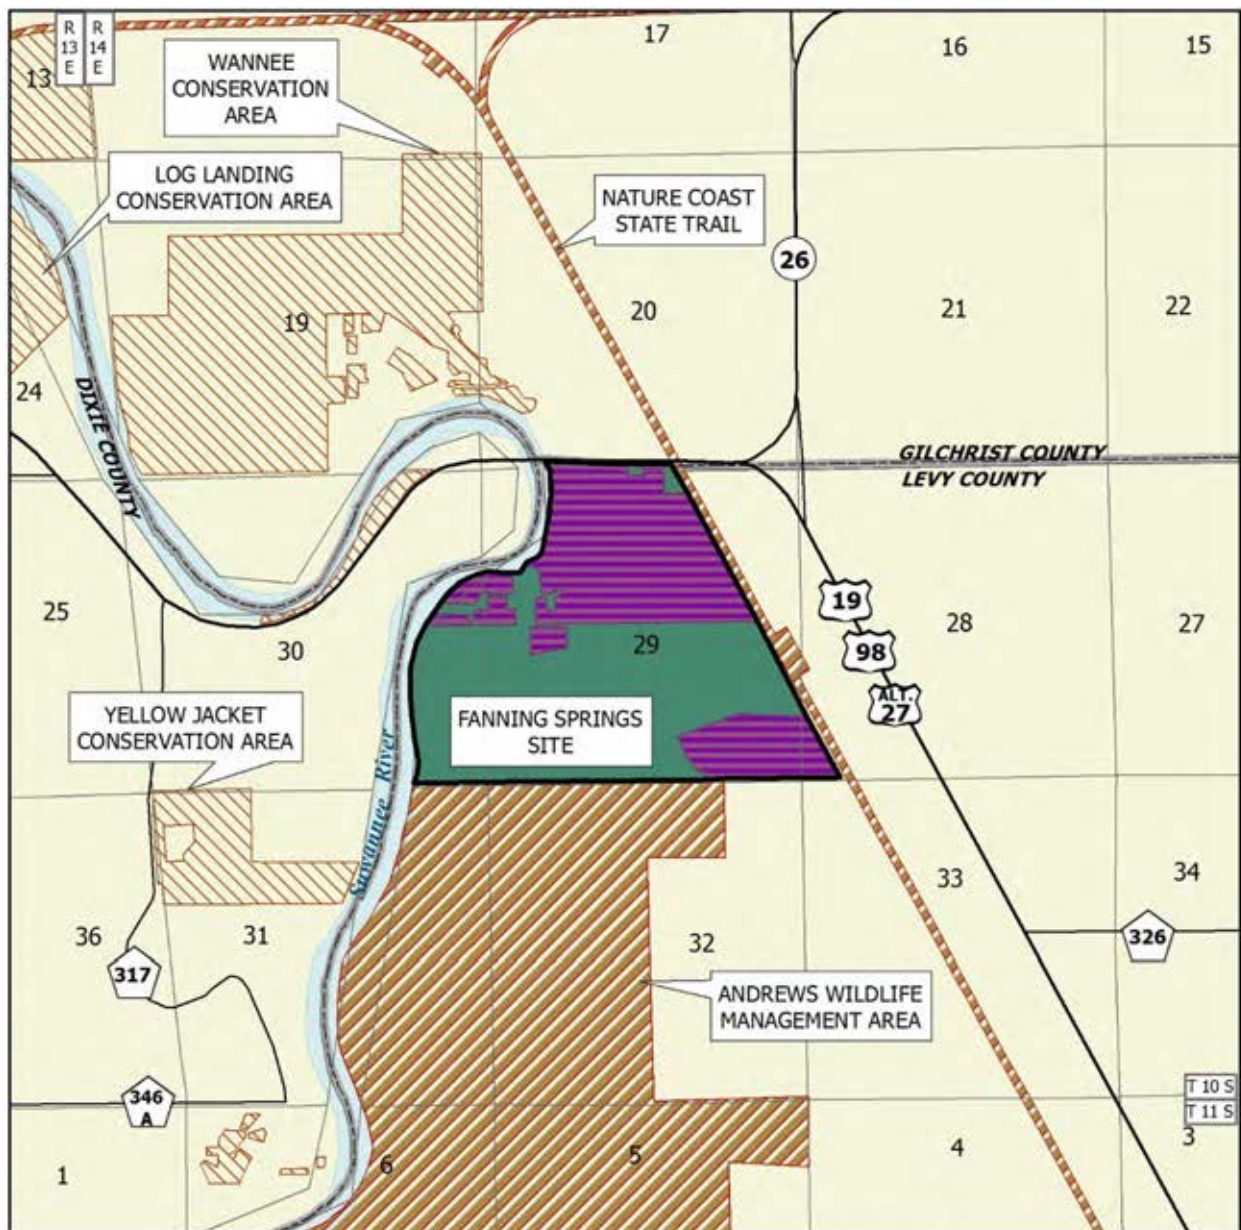 R
13
E
R
14
E
17
16
15
13
WANNEE
CONSERVATION
AREA
LOG LANDING
CONSERVATION AREA
NATURE COAST
STATE TRAIL
26
19
20
21
22
24
DIXIE COUNTY
GILCHRIST COUNTY
LEVY COUNTY
25
30
29
28
27
19
98
ALT.
27
YELLOW JACKET
CONSERVATION AREA
FANNING SPRINGS
SITE
Suwannee River
36
31
32
33
34
317
326
ANDREWS WILDLIFE
MANAGEMENT AREA
346
A
T 10 S
T 11 S
1
6
5
4
3